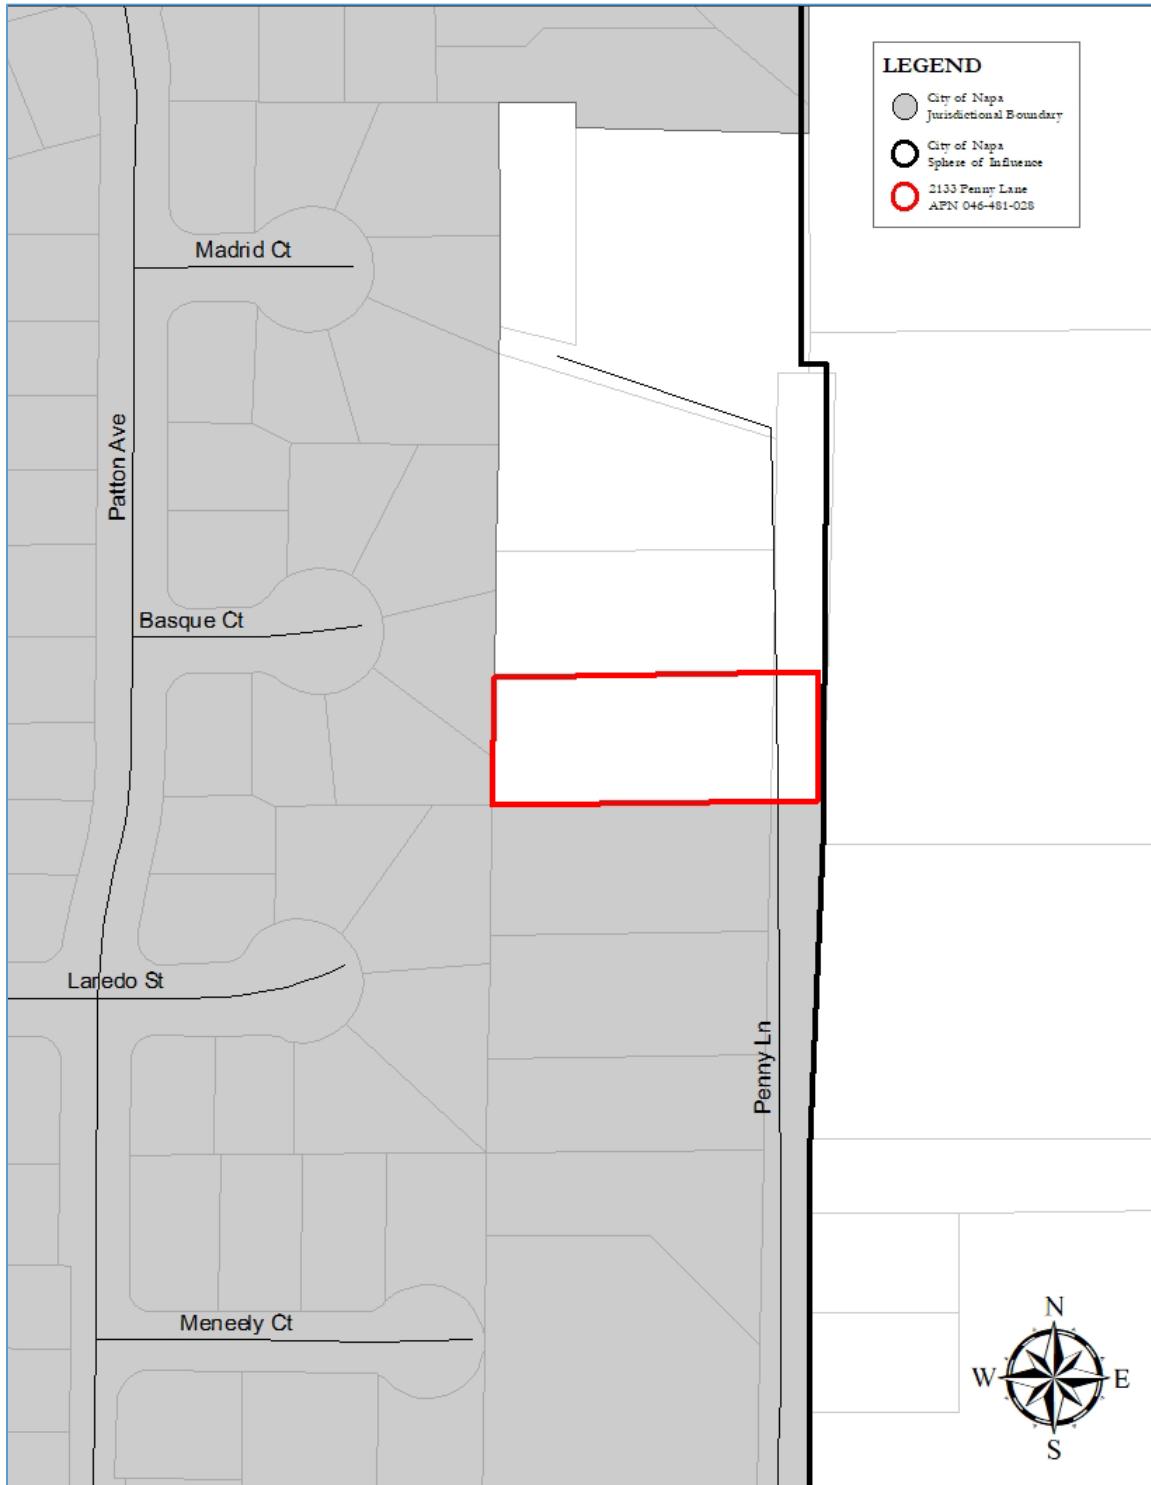 LEGEND
City of Napa
Jurisdictional Boundary
City of Napa
Sphere of Influence
2133 Penny Lane
APN 046-481-028
Madrid Ct
Patton Ave
Basque Ct
Laredo St
Penny Ln
Meneely Ct
N
W
E
S